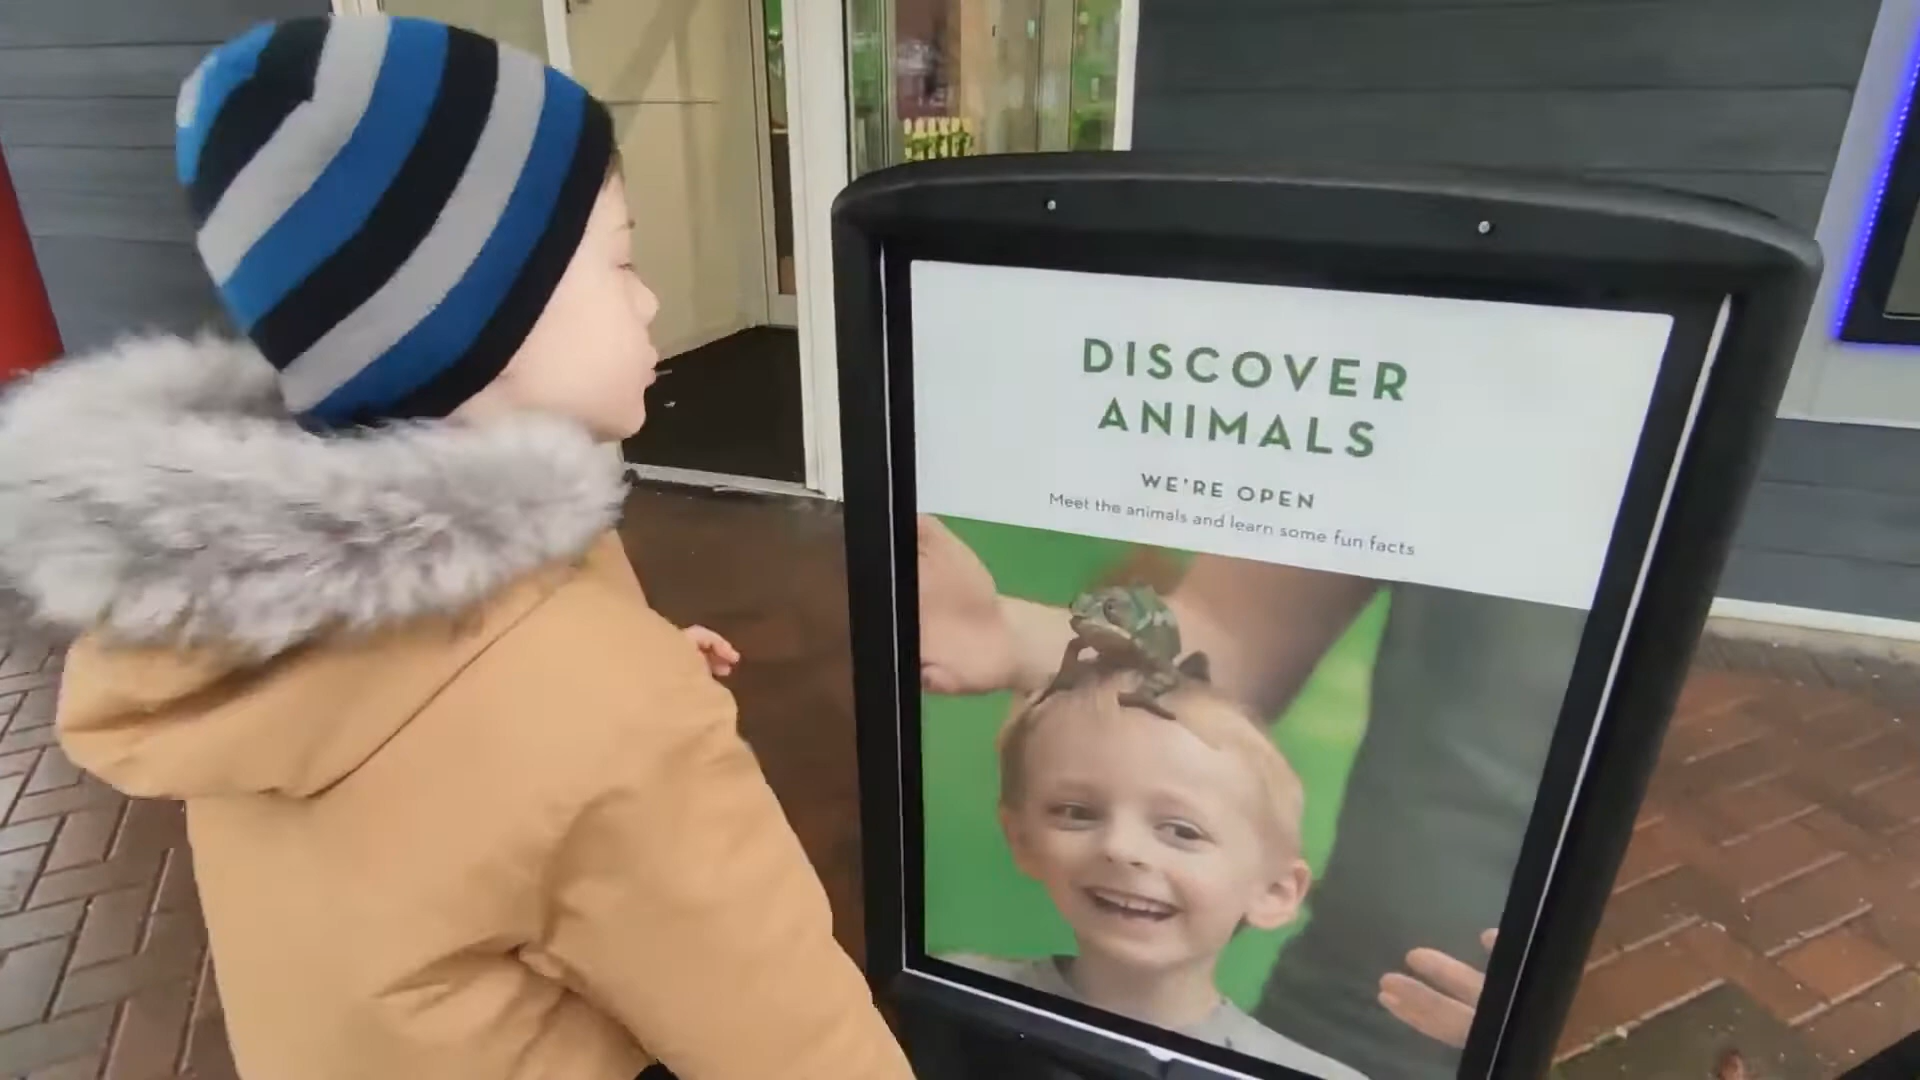 DISCOVER
ANIMALS
WE'RE OPEN
Meet the animals and learn some fun facts